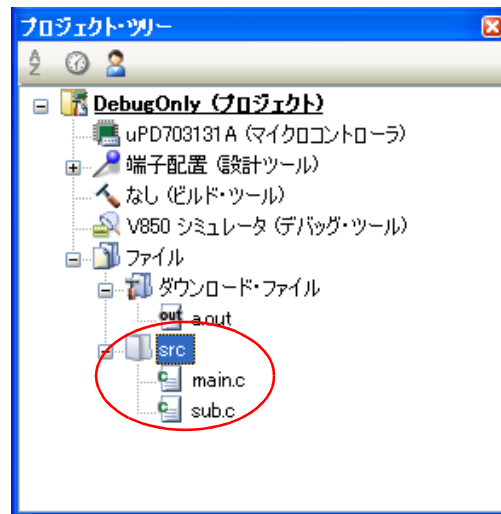 プロジェクト・ツリー
DebugOnly (プロジェクト)
uPD703131A (マイクロコントローラ)
端子配置 (設計ツール)
なし (ビルド・ツール)
V850 シミュレータ (デバッグ・ツール)
ファイル
ダウンロード・ファイル
a.out
src
main.c
sub.c